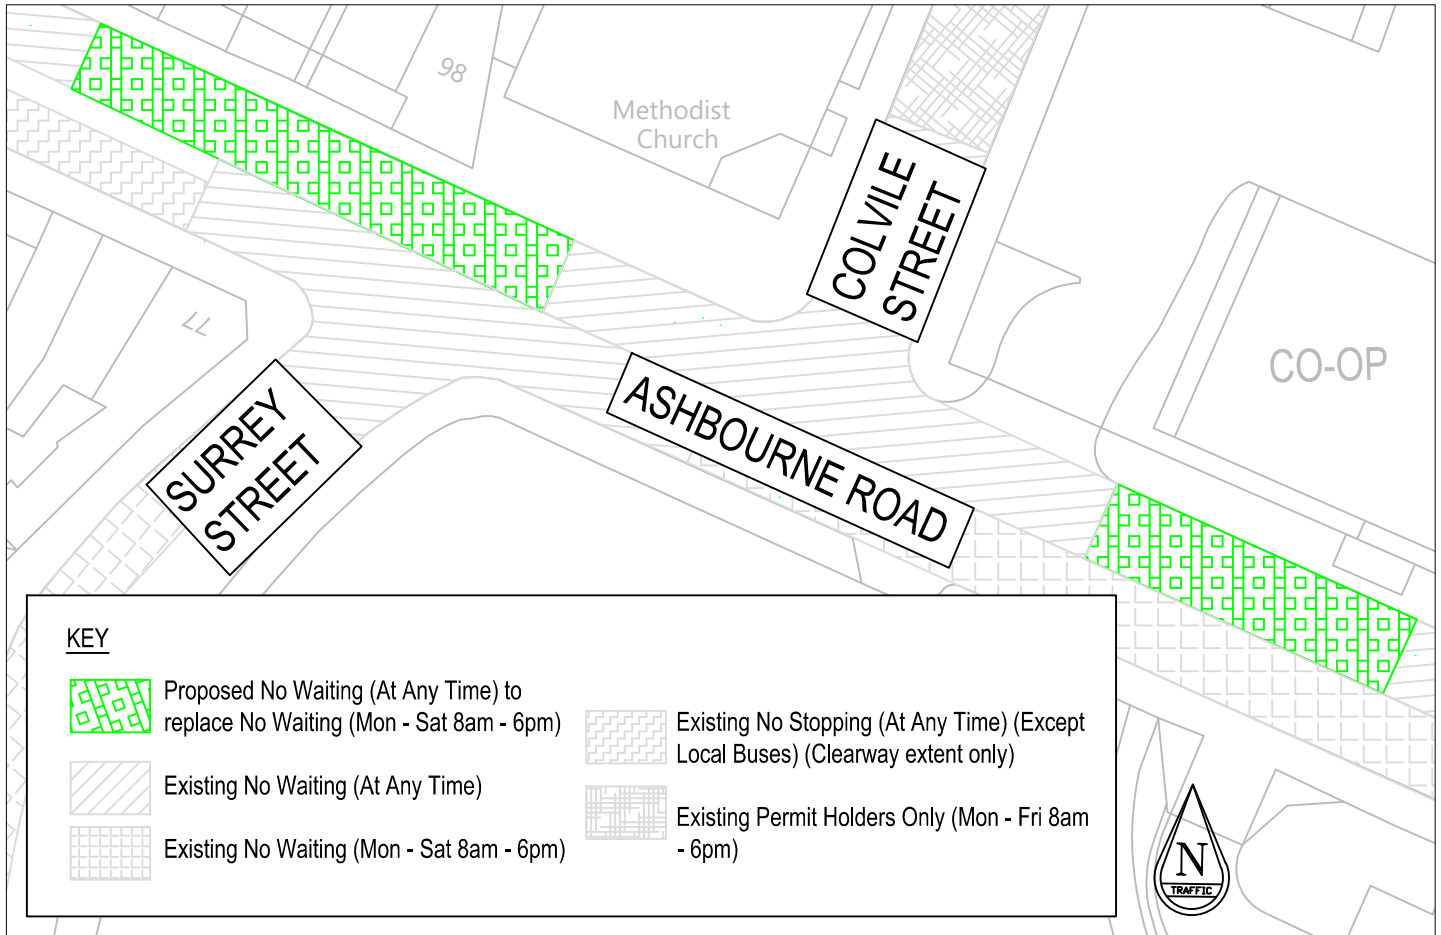 98
Methodist
Church
COLVILE
STREET
77
CO-OP
SURREY
STREET
ASHBOURNE ROAD
KEY
Proposed No Waiting (At Any Time) to
replace No Waiting (Mon - Sat 8am - 6pm)
Existing No Waiting (At Any Time)
Existing No Waiting (Mon - Sat 8am - 6pm)
Existing No Stopping (At Any Time) (Except
Local Buses) (Clearway extent only)
Existing Permit Holders Only (Mon - Fri 8am
- 6pm)
N
TRAFFIC